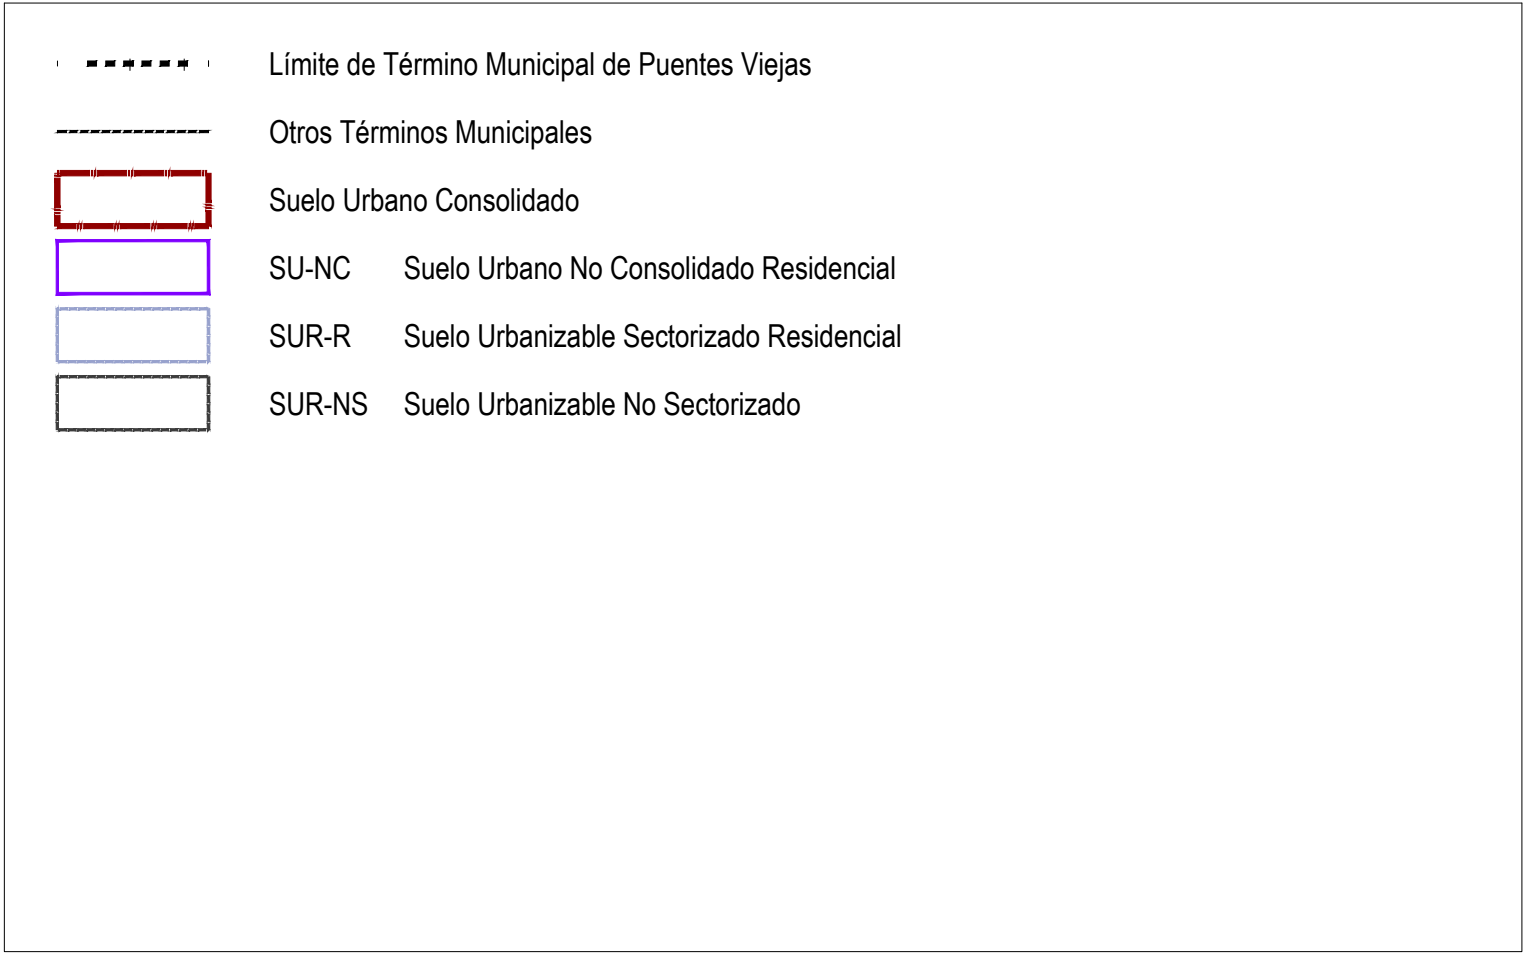 Límite de Término Municipal de Puentes Viejas
Otros Términos Municipales
Suelo Urbano Consolidado
SU-NC Suelo Urbano No Consolidado Residencial
SUR-R Suelo Urbanizable Sectorizado Residencial
SUR-NS Suelo Urbanizable No Sectorizado